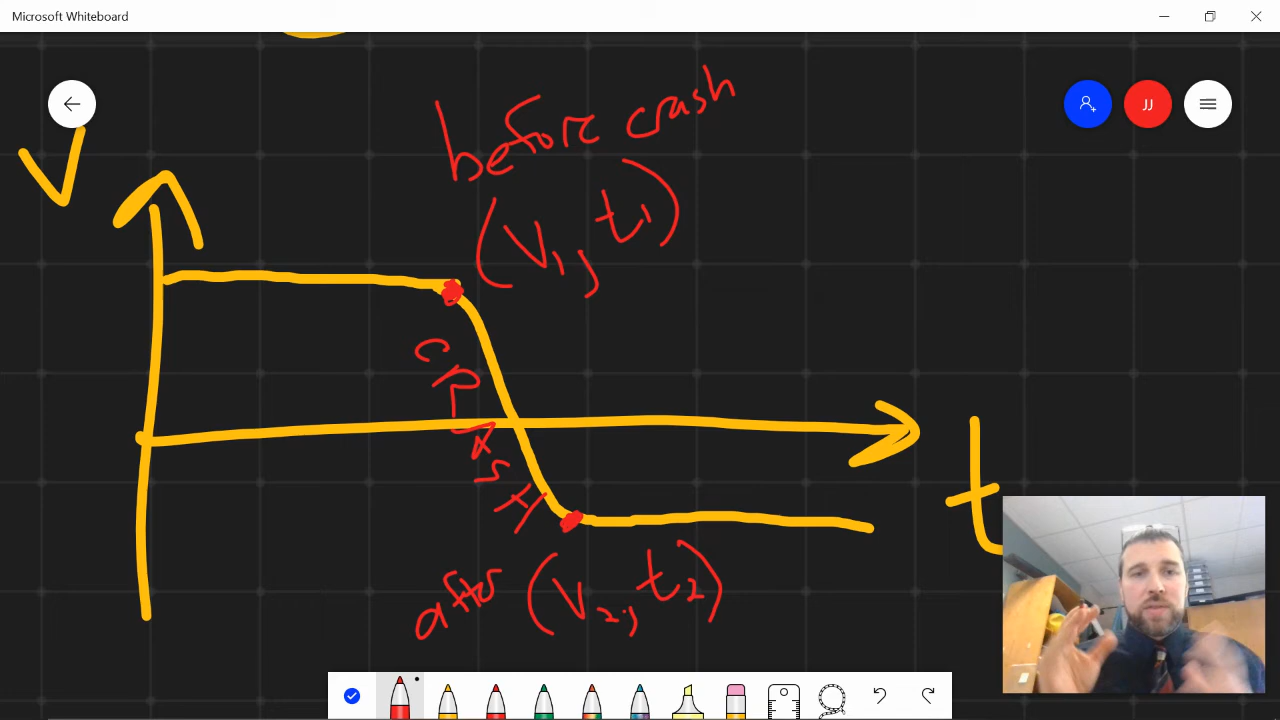 Microsoft Whiteboard
before crash
(V1, t1)
JJ
V
CRASH
t
after (V2, t2)